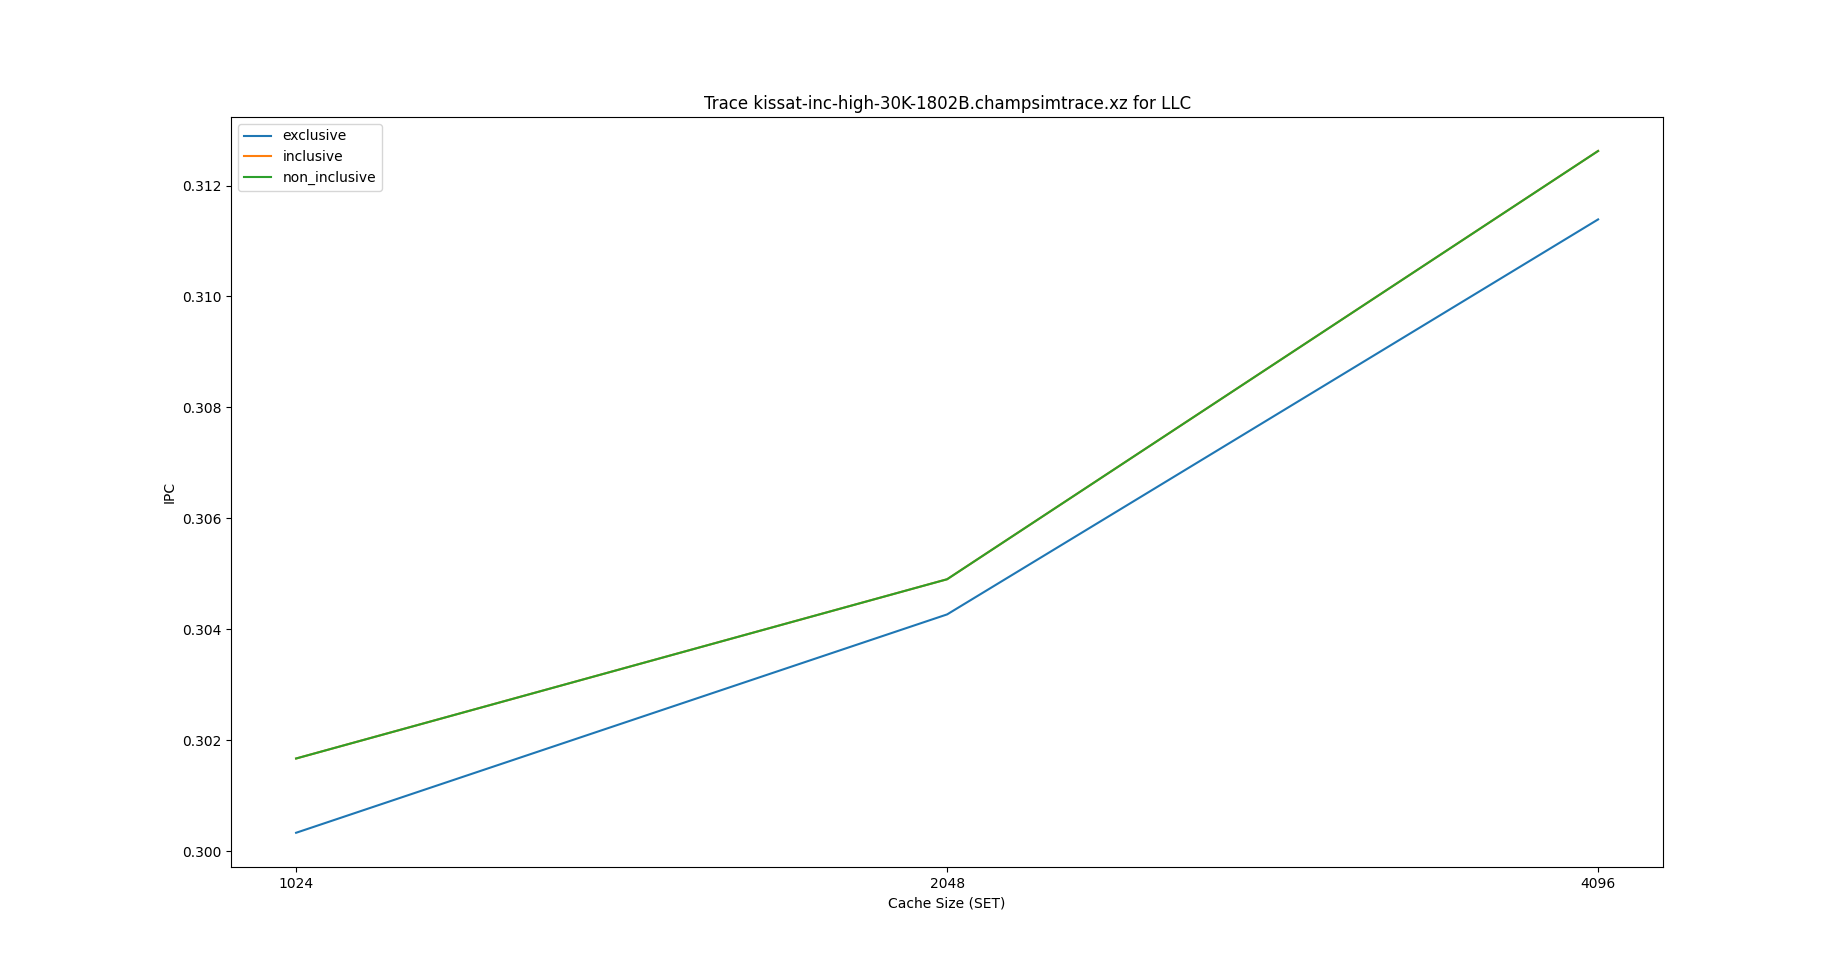 Trace kissat-inc-high-30K-1802B.champsimtrace.xz for LLC
exclusive
inclusive
non_inclusive
0.312
0.310
0.308
0.306
0.304
0.302
0.300
IPC
1024
2048
4096
Cache Size (SET)